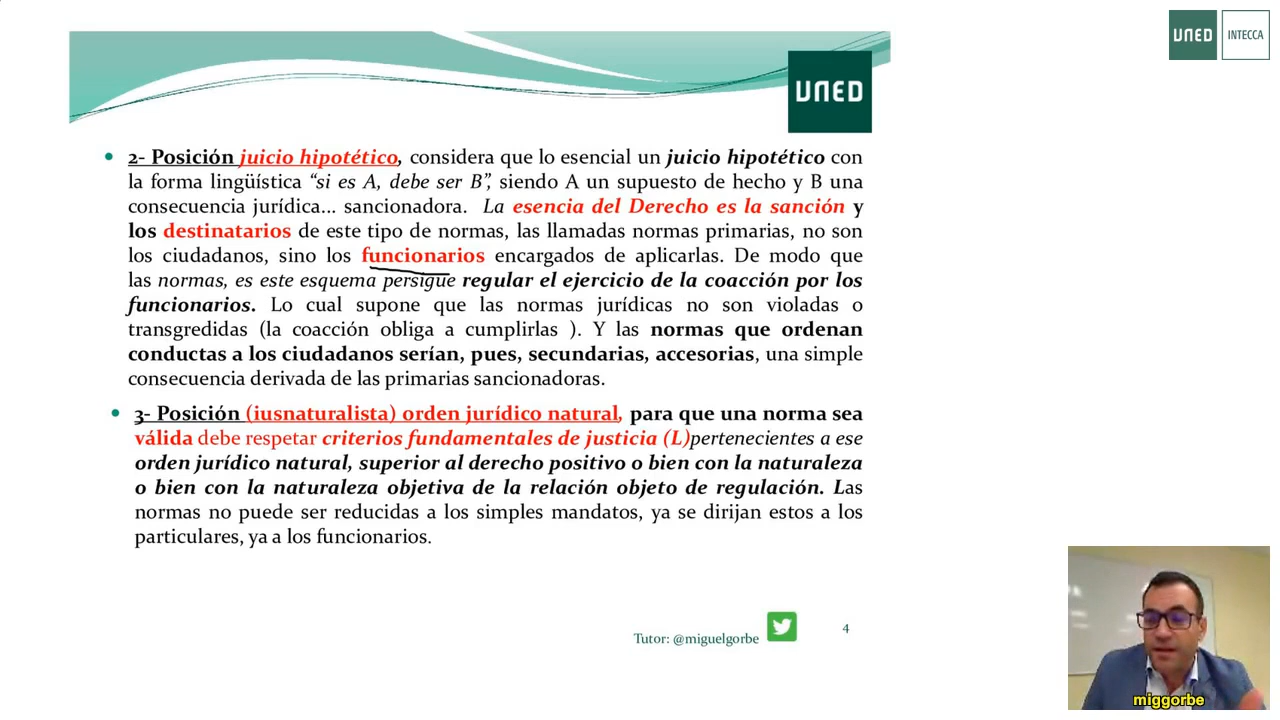 UNED INTECCA
UNED
• 2- Posición juicio hipotético, considera que lo esencial un juicio hipotético con
la forma lingüística “si es A, debe ser B”, siendo A un supuesto de hecho y B una
consecuencia jurídica... sancionadora. La esencia del Derecho es la sanción y
los destinatarios de este tipo de normas, las llamadas normas primarias, no son
los ciudadanos, sino los funcionarios encargados de aplicarlas. De modo que
las normas, es este esquema persigue regular el ejercicio de la coacción por los
funcionarios. Lo cual supone que las normas jurídicas no son violadas o
transgredidas (la coacción obliga a cumplirlas ). Y las normas que ordenan
conductas a los ciudadanos serían, pues, secundarias, accesorias, una simple
consecuencia derivada de las primarias sancionadoras.
• 3- Posición (iusnaturalista) orden jurídico natural, para que una norma sea
válida debe respetar criterios fundamentales de justicia (L)pertenecientes a ese
orden jurídico natural, superior al derecho positivo o bien con la naturaleza
o bien con la naturaleza objetiva de la relación objeto de regulación. Las
normas no puede ser reducidas a los simples mandatos, ya se dirijan estos a los
particulares, ya a los funcionarios.
Tutor: @miguelgorbe
4
miggorbe